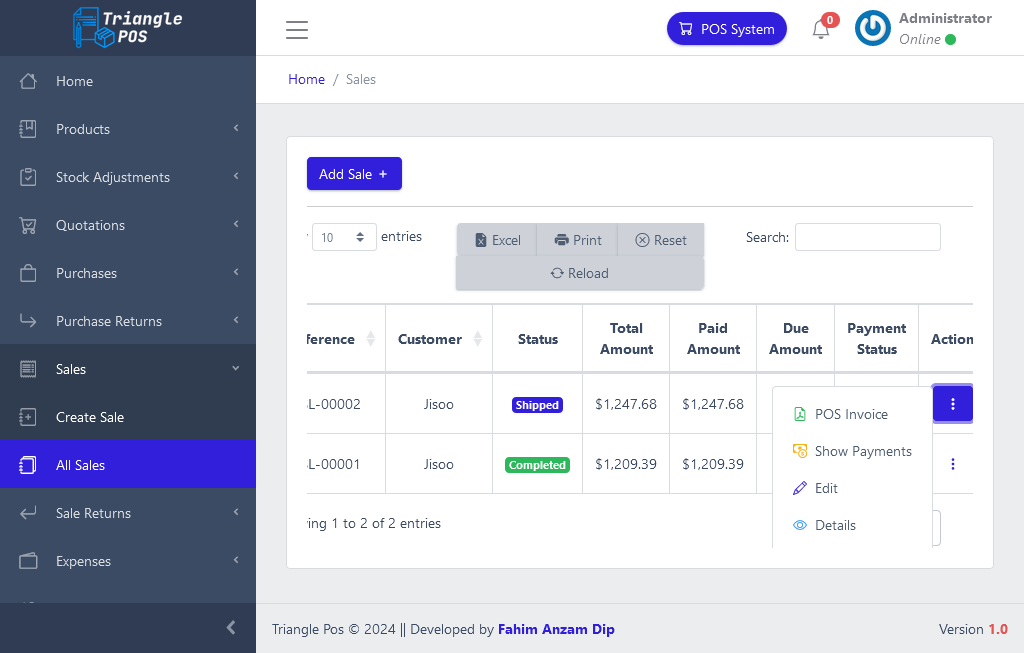 Triangle POS
POS System
0
Administrator
Online
Home
Products
Stock Adjustments
Quotations
Purchases
Purchase Returns
Sales
Create Sale
All Sales
Sale Returns
Expenses
Home / Sales
Add Sale +
10 entries
Excel
Print
Reset
Reload
Search:
ference Customer Status Total Amount Paid Amount Due Amount Payment Status Action
L-00002 Jisoo Shipped $1,247.68 $1,247.68
L-00001 Jisoo Completed $1,209.39 $1,209.39
POS Invoice
Show Payments
Edit
Details
ing 1 to 2 of 2 entries
Triangle Pos © 2024 || Developed by Fahim Anzam Dip
Version 1.0